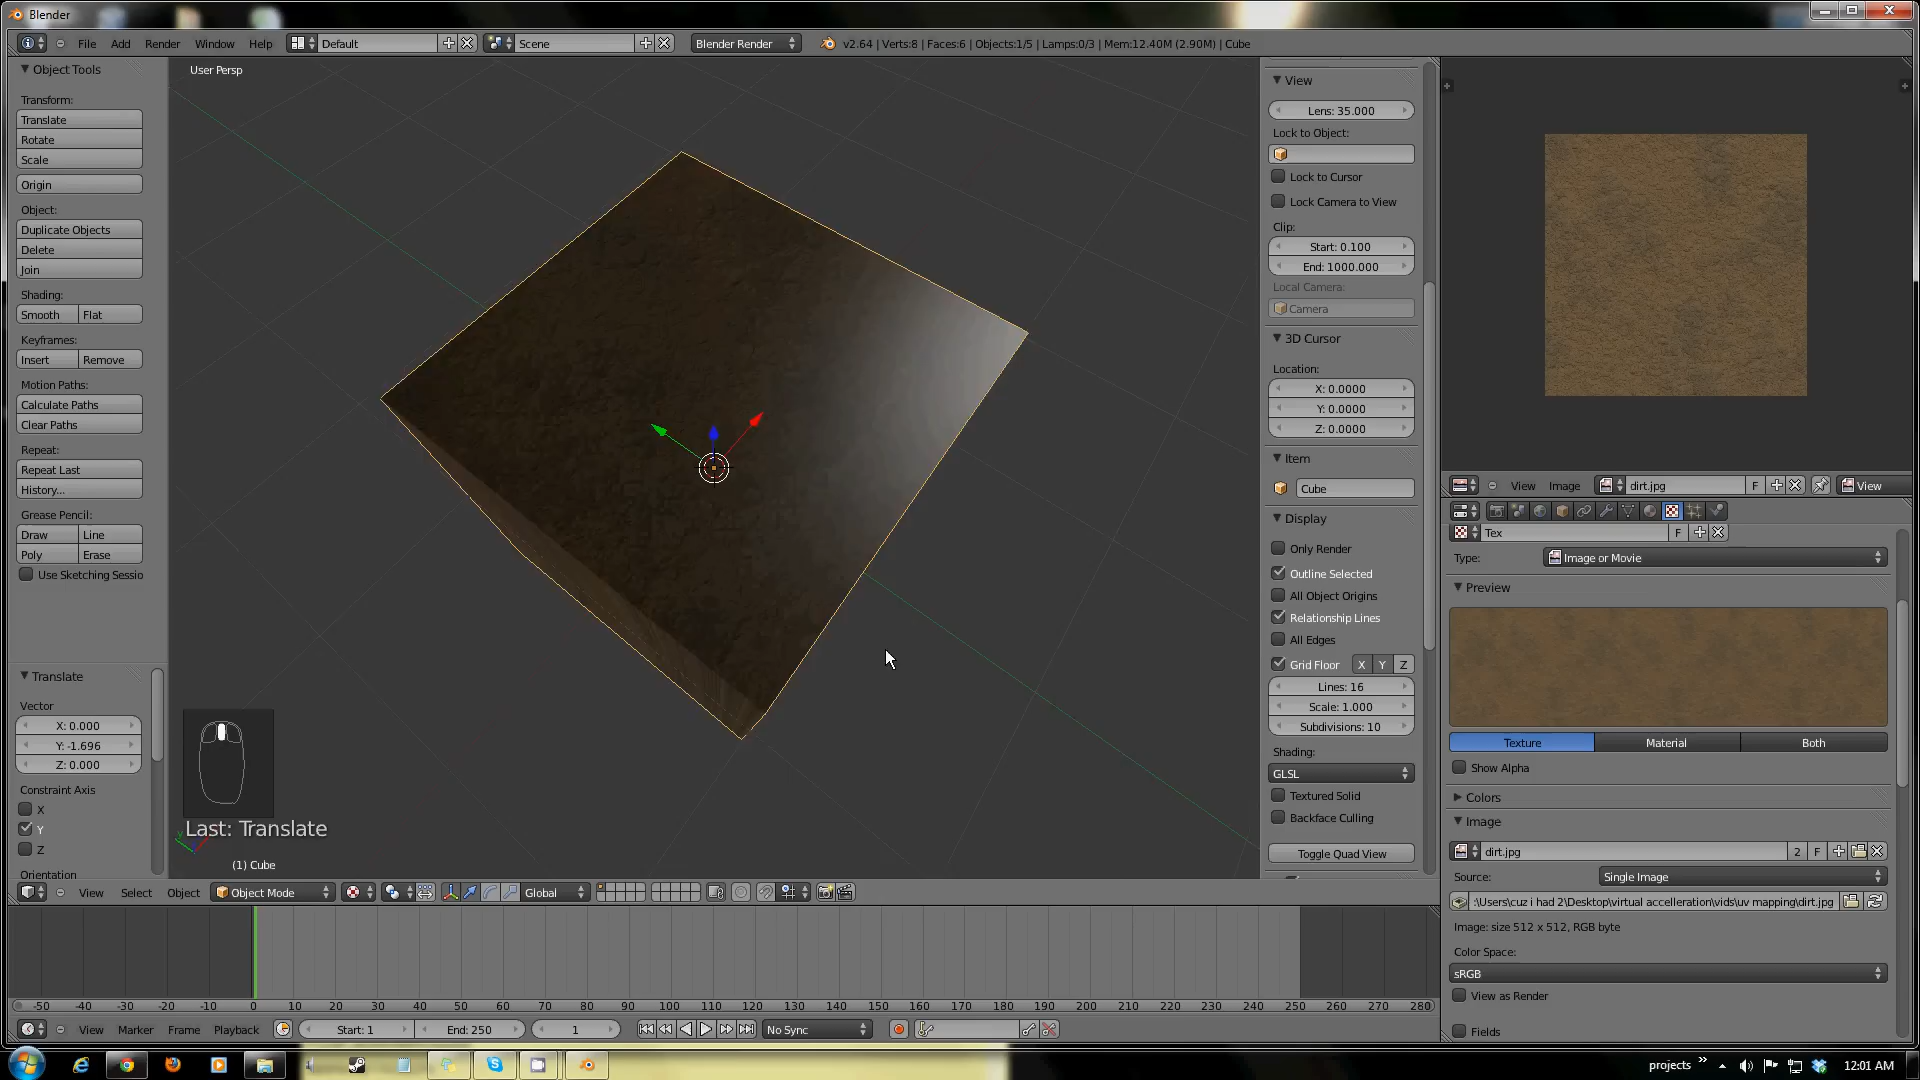 Blender
File Add Render Window Help Default Scene Blender Render v2.64 | Verts:8 | Faces:6 | Objects:1/5 | Lamps:0/3 | Mem:12.40M (2.90M) | Cube
Object Tools
Transform:
Translate
Rotate
Scale
Origin
Object:
Duplicate Objects
Delete
Join
Shading:
Smooth Flat
Keyframes:
Insert Remove
Motion Paths:
Calculate Paths
Clear Paths
Repeat:
Repeat Last
History...
Grease Pencil:
Draw Line
Poly Erase
Use Sketching Sessio
Translate
Vector
X: 0.000
Y: -1.696
Z: 0.000
Constraint Axis
X
Y
Z
Orientation
User Persp
Last: Translate
(1) Cube
View Select Object Object Mode Global
View
Lens: 35.000
Lock to Object:
Lock to Cursor
Lock Camera to View
Clip:
Start: 0.100
End: 1000.000
Local Camera:
Camera
3D Cursor
Location:
X: 0.0000
Y: 0.0000
Z: 0.0000
Item
Cube
Display
Only Render
Outline Selected
All Object Origins
Relationship Lines
All Edges
Grid Floor X Y Z
Lines: 16
Scale: 1.000
Subdivisions: 10
Shading:
GLSL
Textured Solid
Backface Culling
Toggle Quad View
View Image dirt.jpg F View
Tex F
Type: Image or Movie
Preview
Texture Material Both
Show Alpha
Colors
Image
dirt.jpg 2 F
Source: Single Image
:\Users\cuz i had 2\Desktop\virtual accelleration\vids\uv mapping\dirt.jpg
Image: size 512 x 512, RGB byte
Color Space:
sRGB
View as Render
Fields
-50 -40 -30 -20 -10 0 10 20 30 40 50 60 70 80 90 100 110 120 130 140 150 160 170 180 190 200 210 220 230 240 250 260 270 280
View Marker Frame Playback Start: 1 End: 250 1 No Sync
projects 12:01 AM